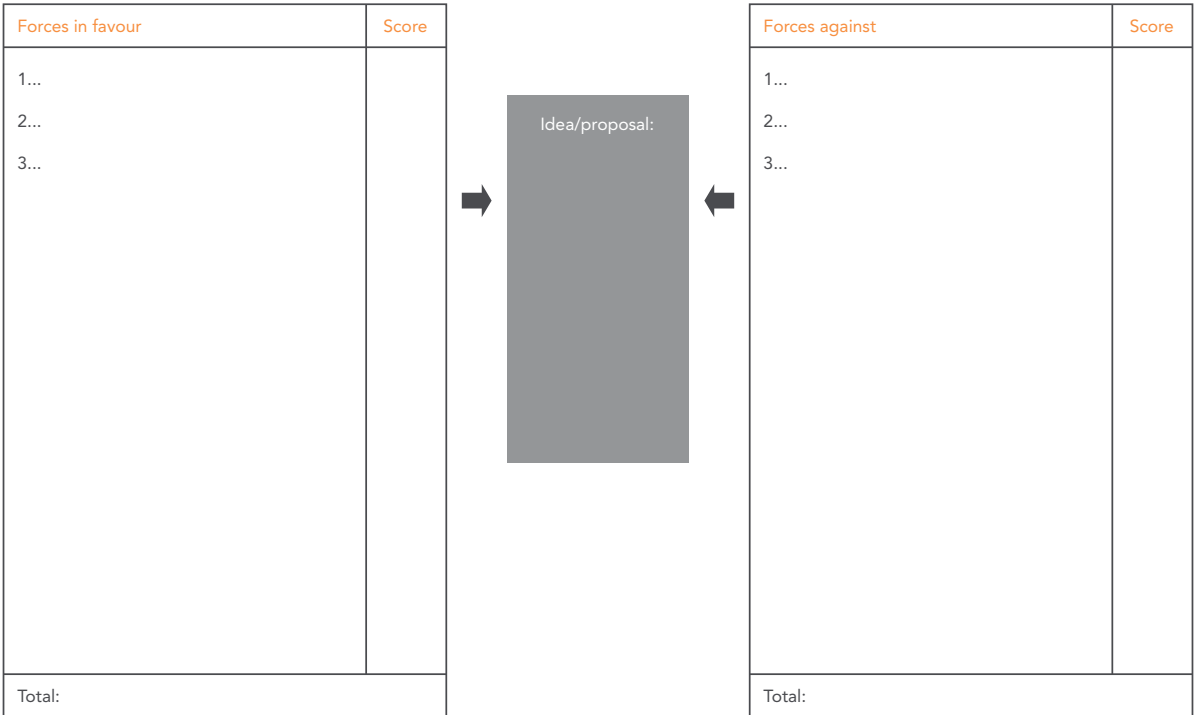 Forces in favour Score
1...
2...
3...
Total:
Idea/proposal:
Forces against Score
1...
2...
3...
Total: